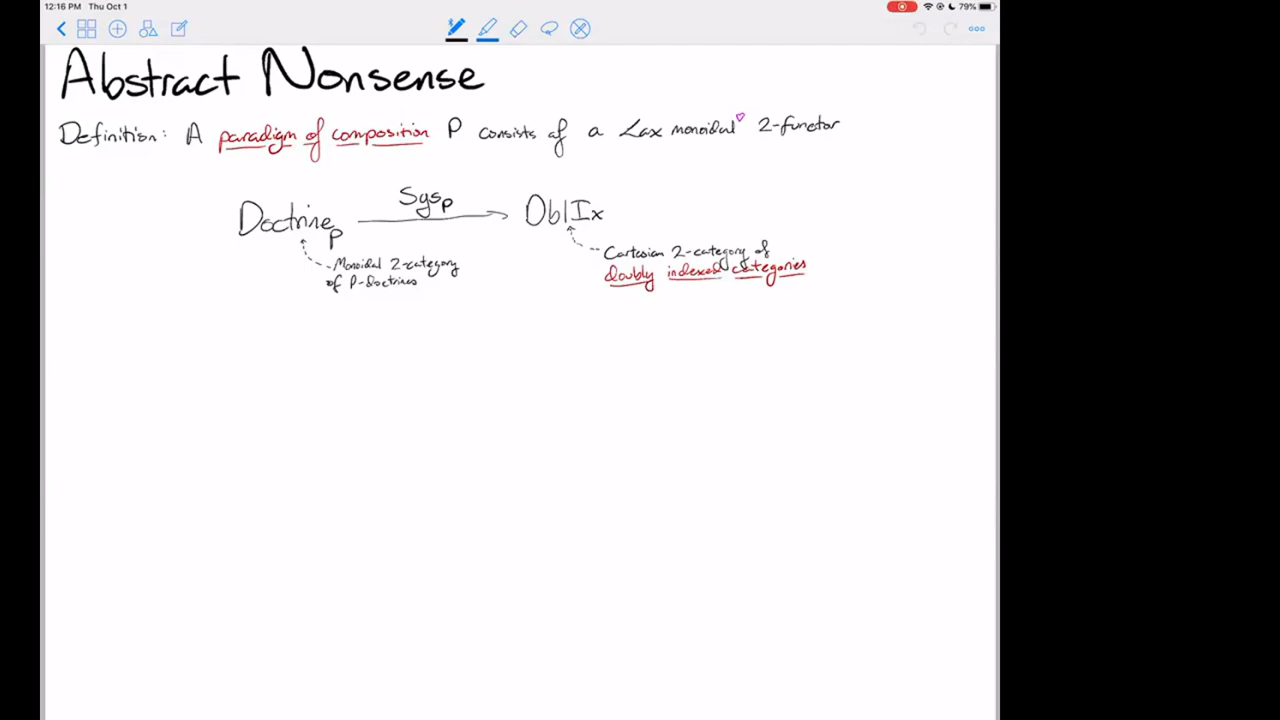 12:16 PM Thu Oct 1
79%
Abstract Nonsense
Definition: A paradigm of composition P consists of a Lax monoidal♡ 2-functor
Sys_P
Doctrine_P → DblIx
Cartesian 2-category of
doubly indexed categories
Monoidal 2-category
of P-doctrines